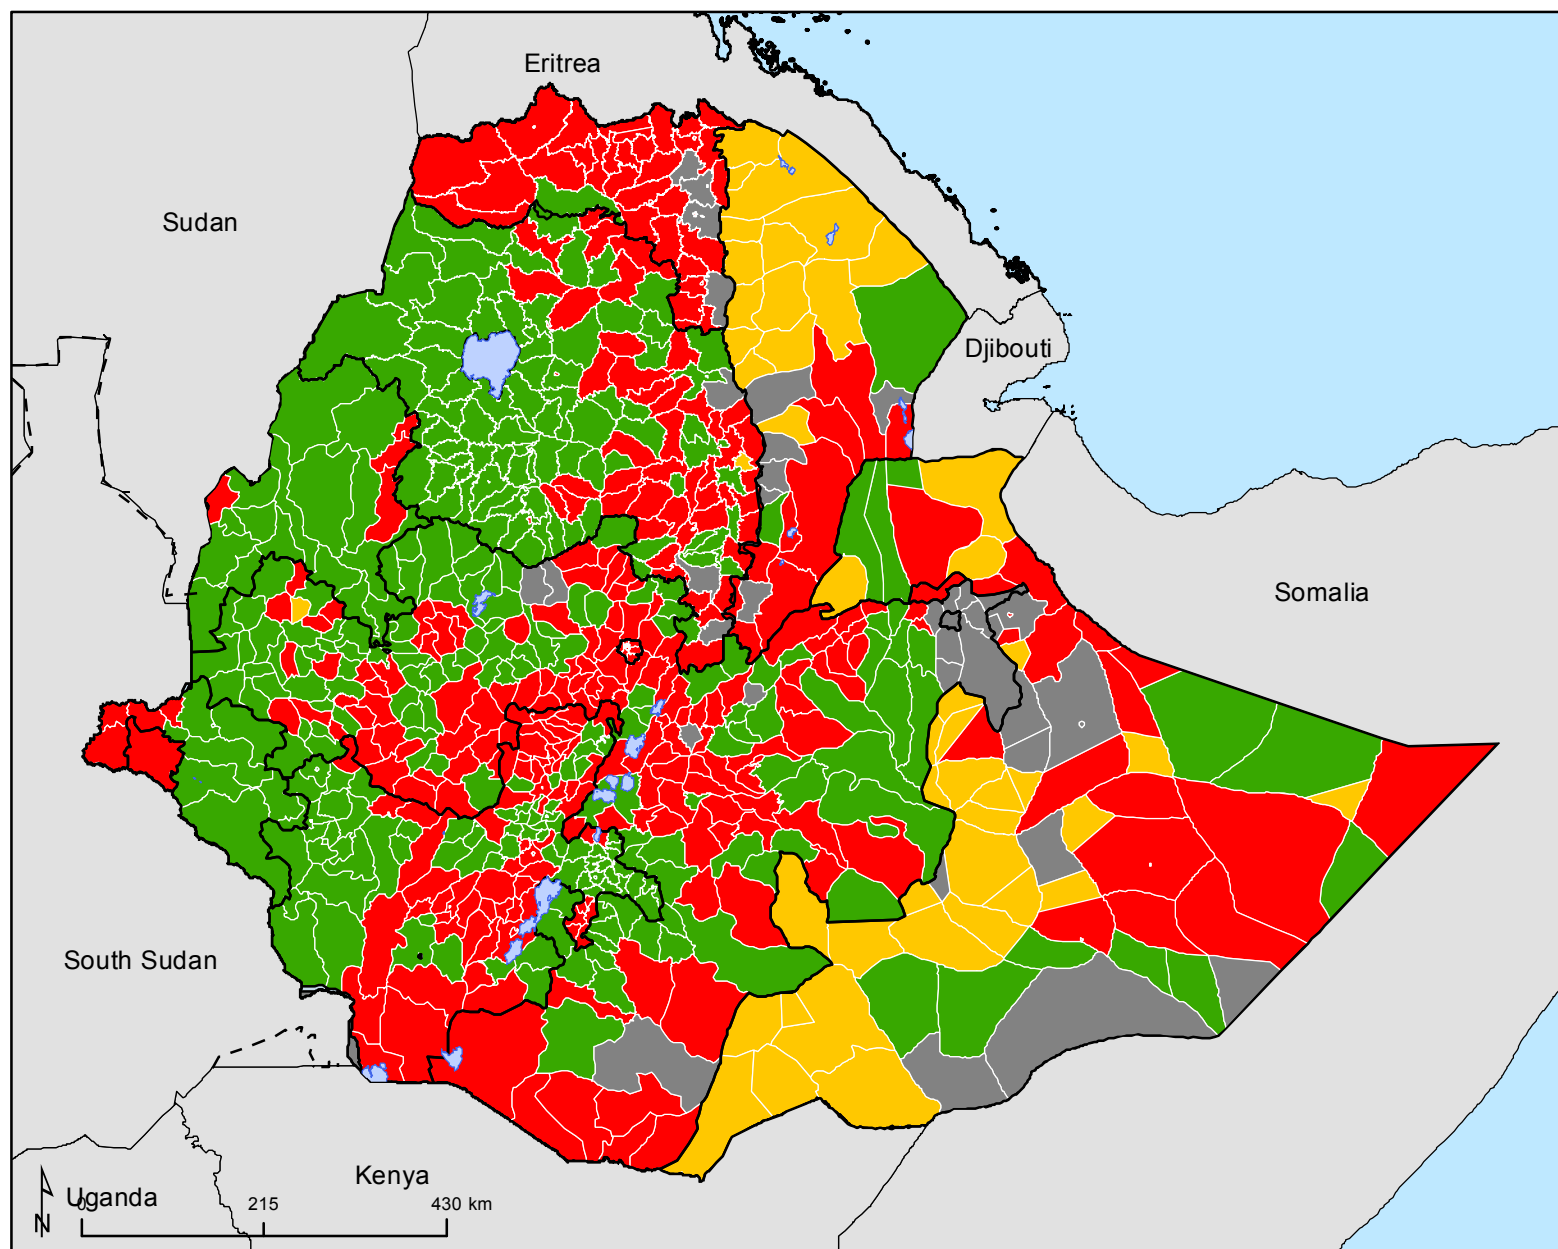 Eritrea
Sudan
Djibouti
Somalia
South Sudan
Kenya
Uganda
0 215 430 km
N